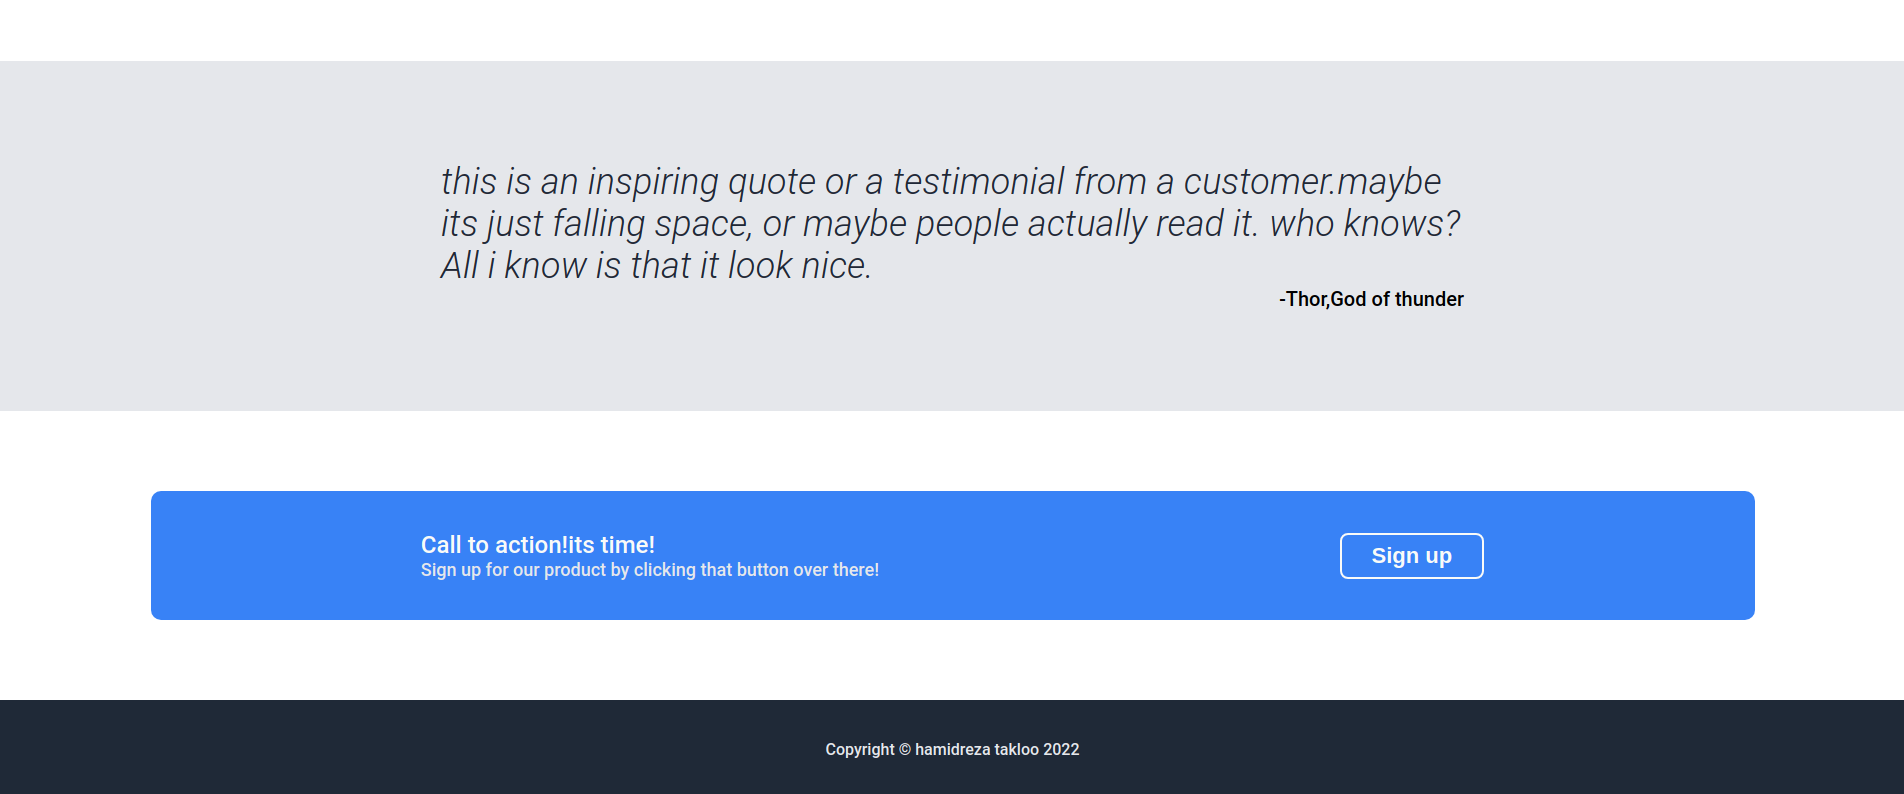 this is an inspiring quote or a testimonial from a customer.maybe
its just falling space, or maybe people actually read it. who knows?
All i know is that it look nice.
-Thor,God of thunder
Call to action!its time!
Sign up for our product by clicking that button over there!
Sign up
Copyright © hamidreza takloo 2022